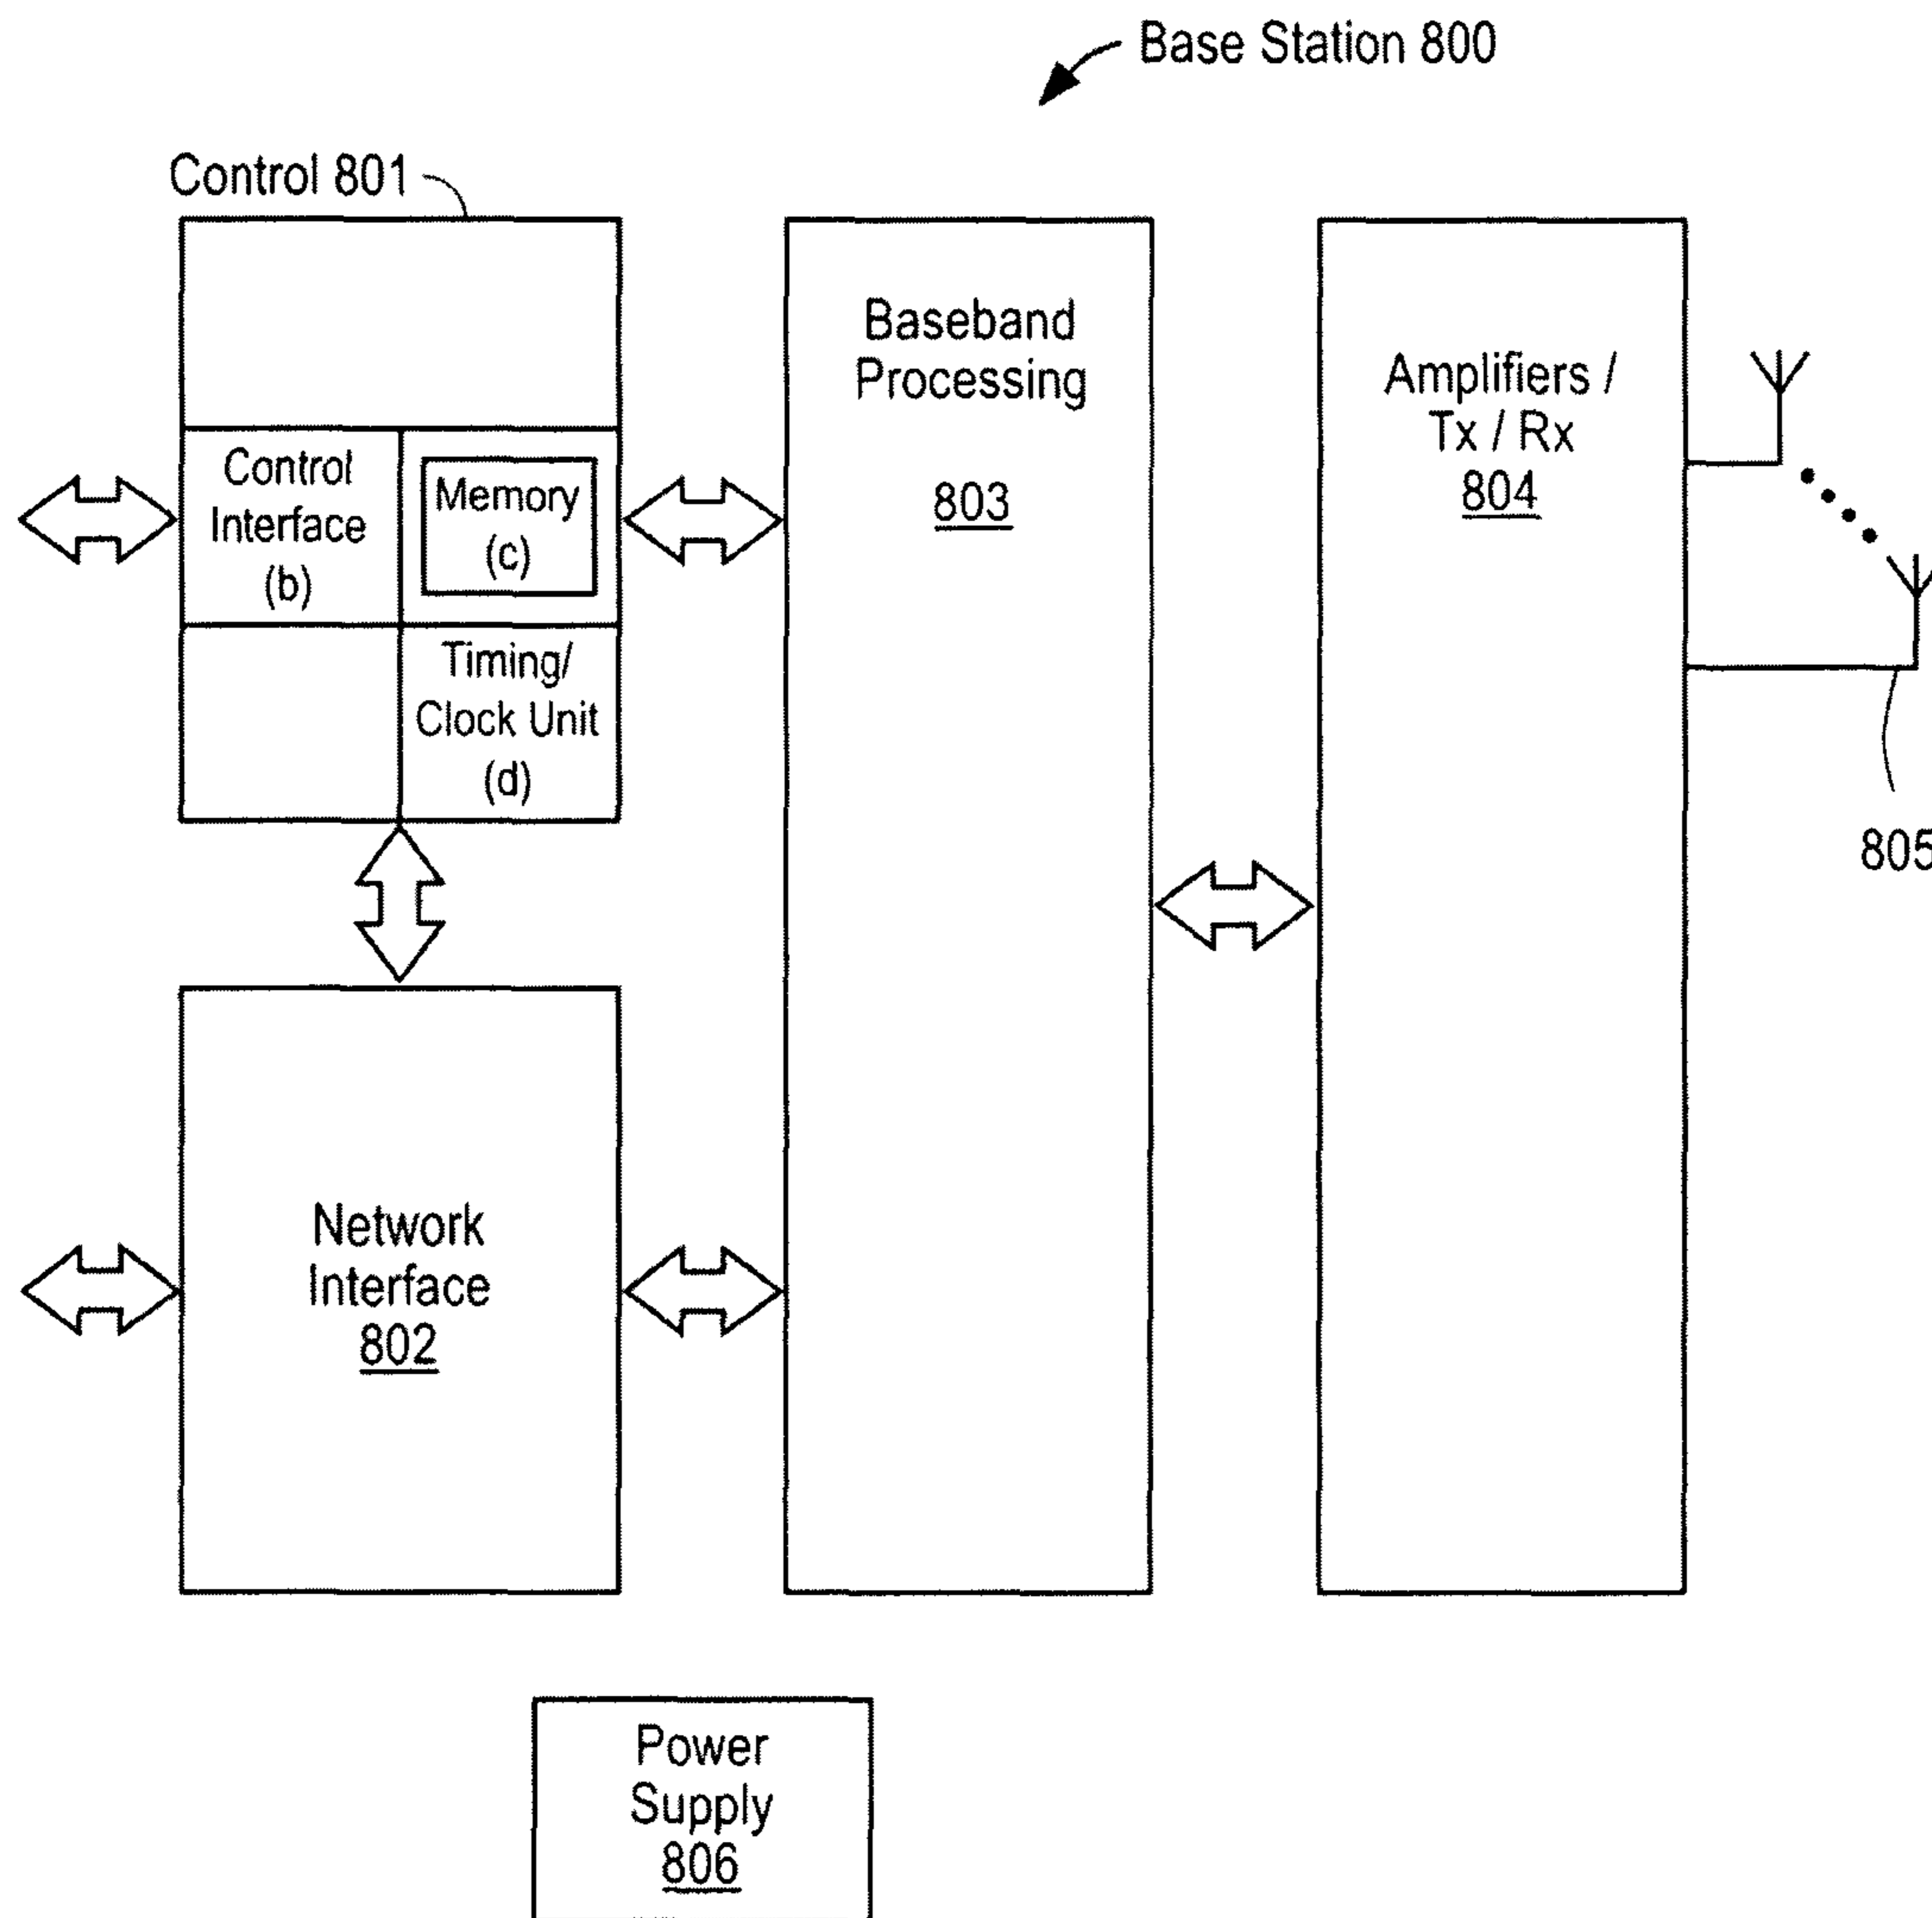 Base Station 800
Control 801
Control
Interface
(b)
Memory
(c)
Timing/
Clock Unit
(d)
Baseband
Processing
803
Amplifiers /
Tx / Rx
804
805
Network
Interface
802
Power
Supply
806